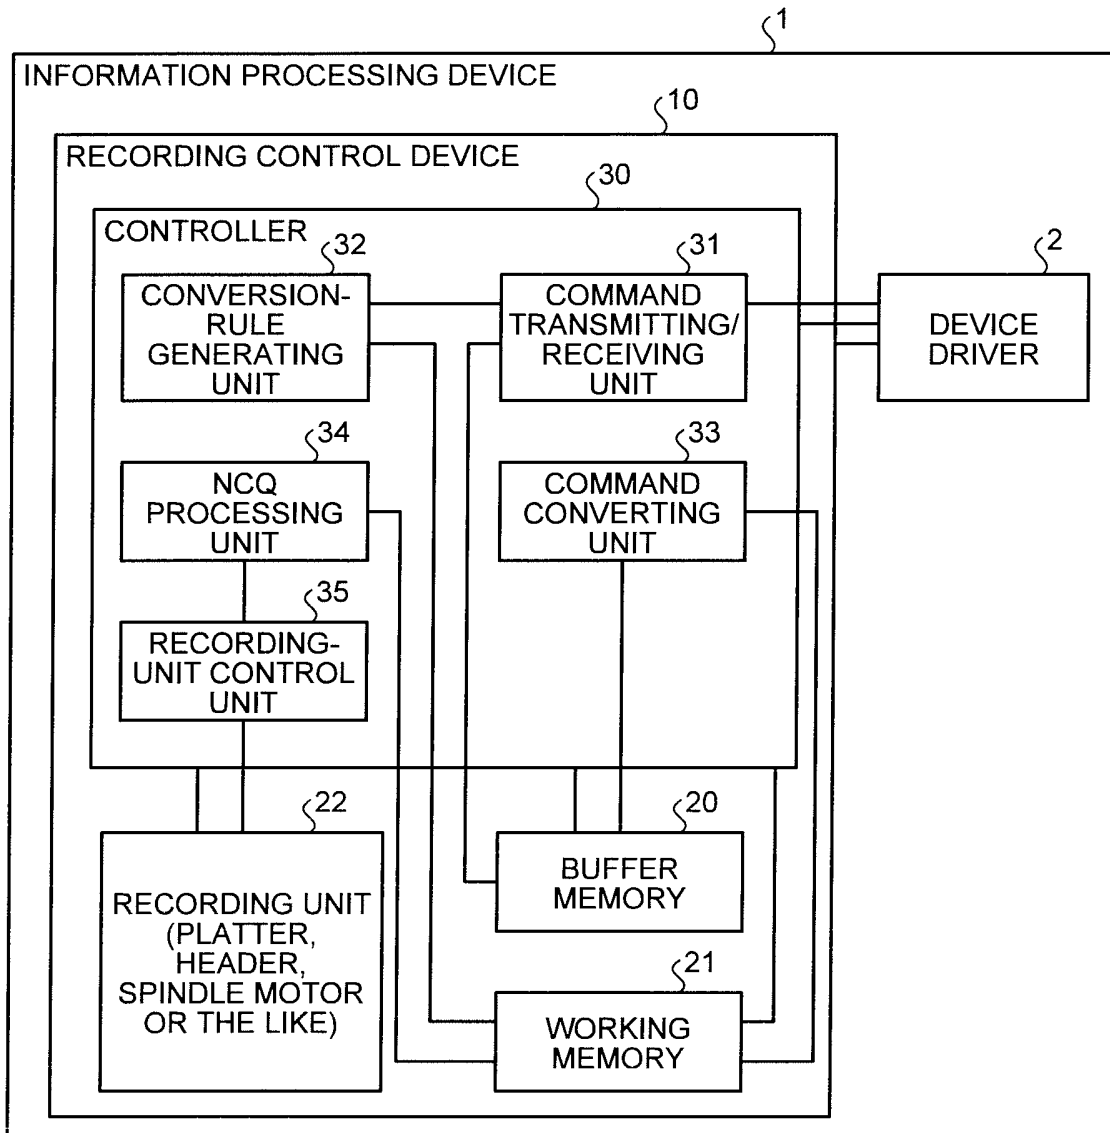 1
INFORMATION PROCESSING DEVICE
10
RECORDING CONTROL DEVICE
30
CONTROLLER
32
CONVERSION-
RULE
GENERATING
UNIT
31
COMMAND
TRANSMITTING/
RECEIVING
UNIT
2
DEVICE
DRIVER
34
NCQ
PROCESSING
UNIT
33
COMMAND
CONVERTING
UNIT
35
RECORDING-
UNIT CONTROL
UNIT
22
RECORDING UNIT
(PLATTER,
HEADER,
SPINDLE MOTOR
OR THE LIKE)
20
BUFFER
MEMORY
21
WORKING
MEMORY